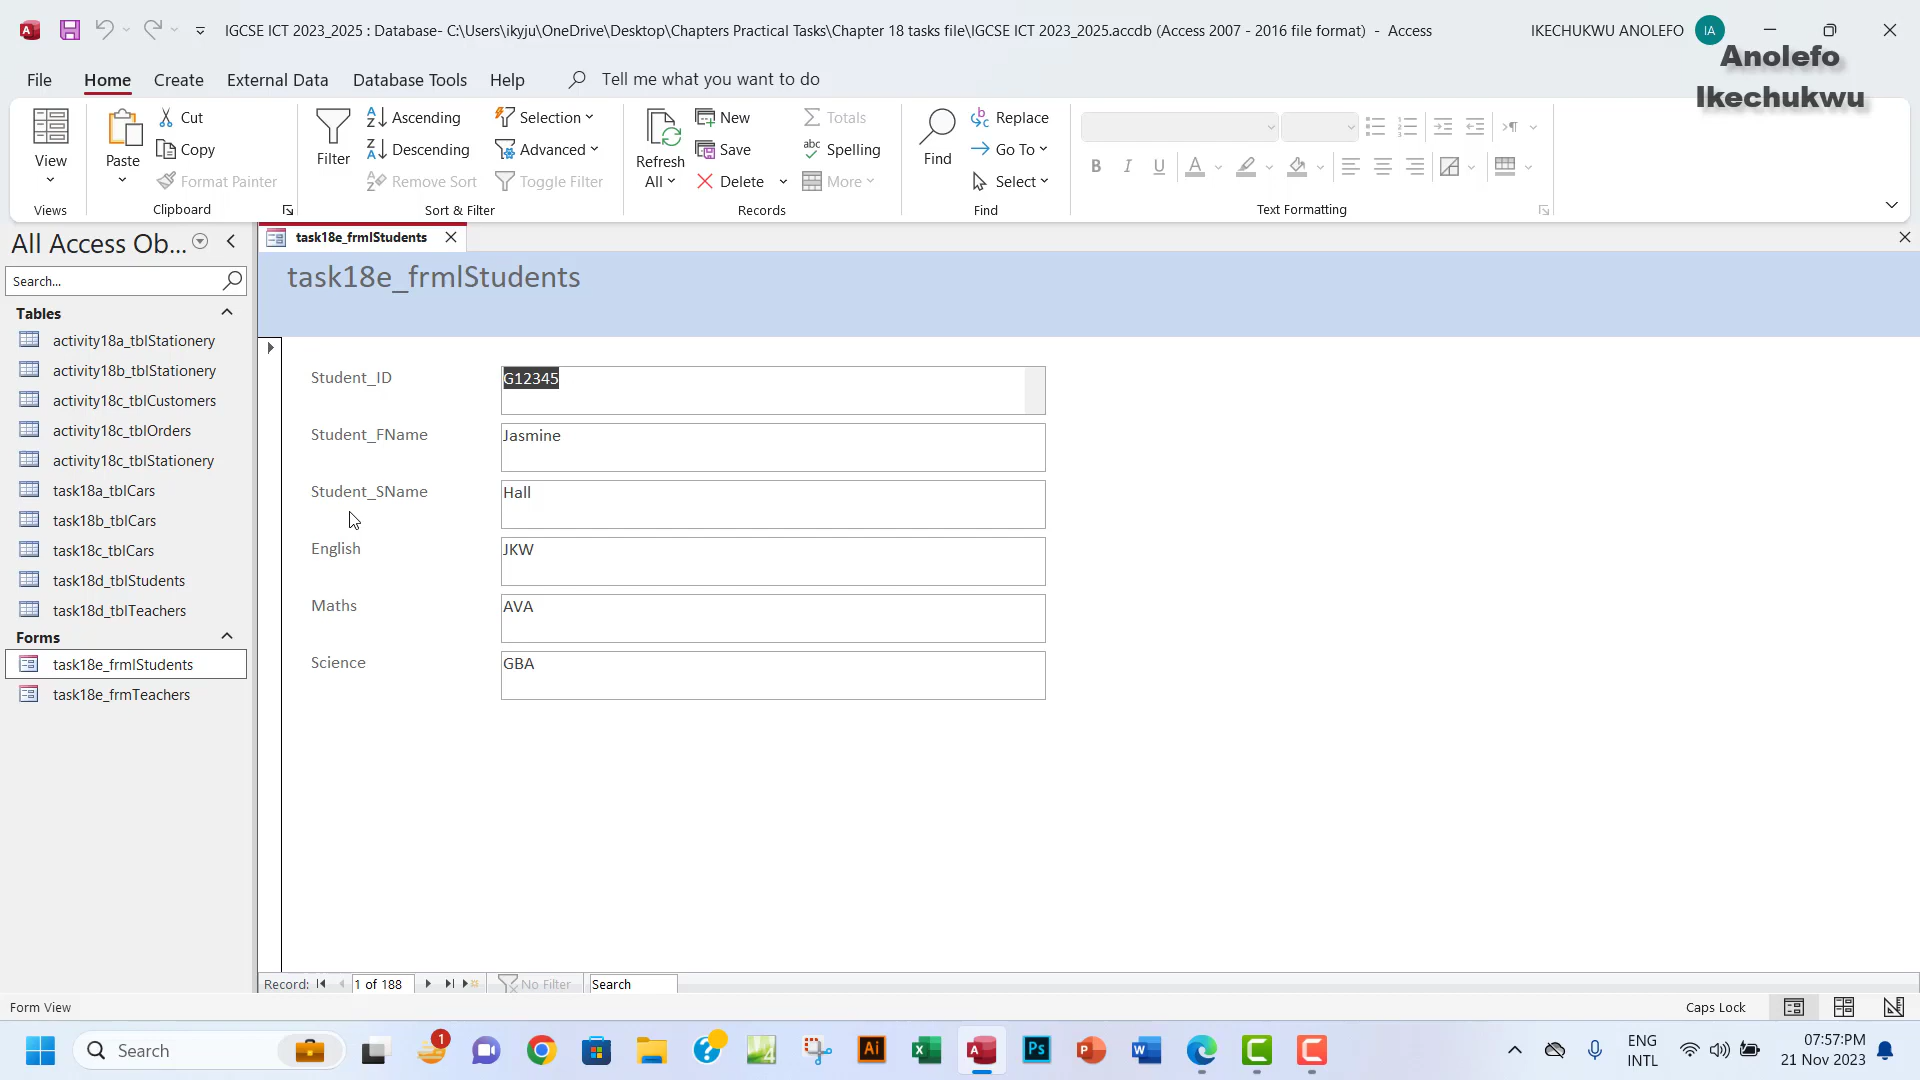 IGCSE ICT 2023_2025 : Database- C:\Users\ikyju\OneDrive\Desktop\Chapters Practical Tasks\Chapter 18 tasks file\IGCSE ICT 2023_2025.accdb (Access 2007 - 2016 file format) - Access
IKECHUKWU ANOLEFO
IA
Anolefo
Ikechukwu
File Home Create External Data Database Tools Help Tell me what you want to do
View
Views
Paste
Cut
Copy
Format Painter
Clipboard
Filter
Ascending
Descending
Remove Sort
Selection
Advanced
Toggle Filter
Sort & Filter
Refresh
All
New
Save
Delete
Totals
Spelling
More
Records
Find
Replace
Go To
Select
Find
Text Formatting
All Access Ob...
Search...
Tables
activity18a_tblStationery
activity18b_tblStationery
activity18c_tblCustomers
activity18c_tblOrders
activity18c_tblStationery
task18a_tblCars
task18b_tblCars
task18c_tblCars
task18d_tblStudents
task18d_tblTeachers
Forms
task18e_frmlStudents
task18e_frmTeachers
task18e_frmlStudents
task18e_frmlStudents
Student_ID G12345
Student_FName Jasmine
Student_SName Hall
English JKW
Maths AVA
Science GBA
Record: 1 of 188 No Filter Search
Form View
Caps Lock
Search
1
ENG
INTL
07:57:PM
21 Nov 2023